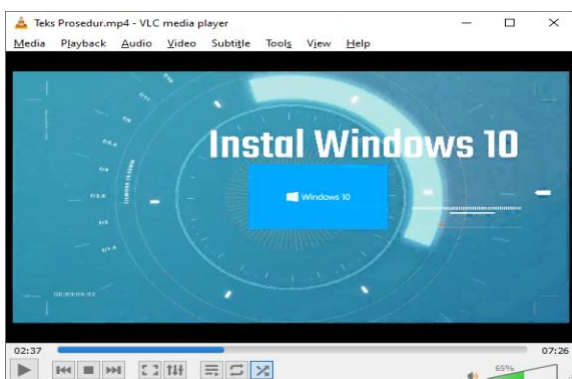 Teks Prosedur.mp4 - VLC media player
Media Playback Audio Video Subtitle Tools View Help
Instal Windows 10
Windows 10
02:37
07:26
65%